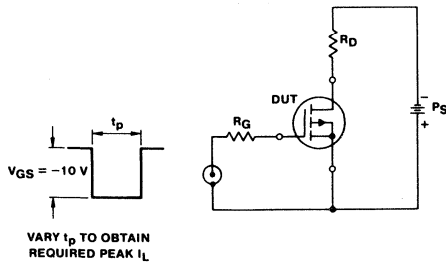 R_D
DUT
t_p
R_G
−
P_S
+
V_GS = −10 V
VARY t_p TO OBTAIN
REQUIRED PEAK I_L